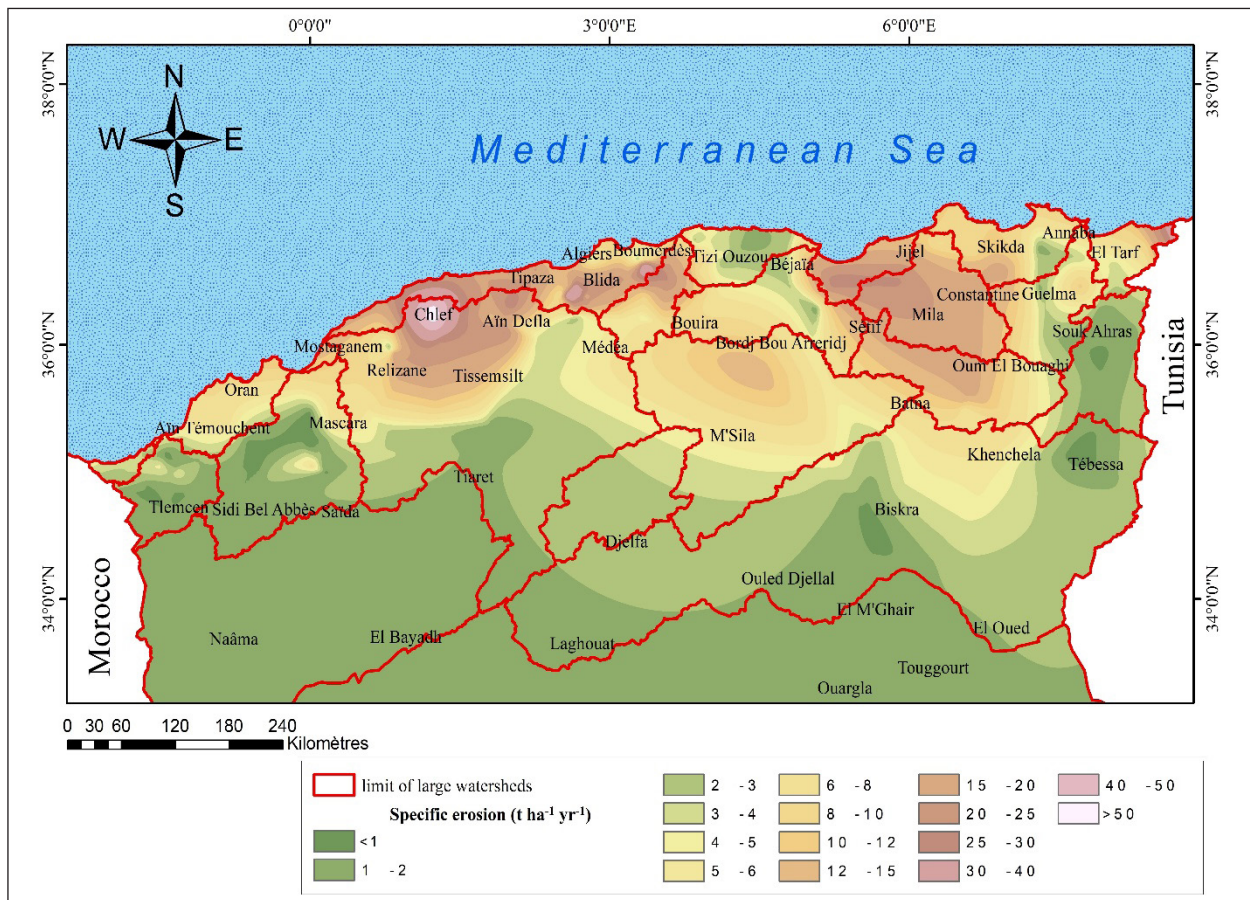 0°0'0" 3°0'0"E 6°0'0"E
38°0'0"N 38°0'0"N
N
W E
S
Mediterranean Sea
Annaba
Jijel Skikda
Algiers Boumerdès Tizi Ouzou El Tarf
Tipaza Blida Béjaïa
Constantine Guelma
Chlef Aïn Defla Bouira Sétif Mila
Souk Ahras
36°0'0"N Mostaganem Médéa Bordj Bou Arreridj 36°0'0"N
Relizane Tissemsilt Oum El Bouaghi
Oran Batna
Tunisia
Aïn Témouchent Mascara M'Sila
Khenchela Tébessa
Tiaret
Tlemcen Sidi Bel Abbès Saïda Biskra
Djelfa
Ouled Djellal
34°0'0"N El M'Ghair 34°0'0"N
Morocco
Naâma El Bayadh Laghouat El Oued
Touggourt
Ouargla
0 30 60 120 180 240
Kilomètres
limit of large watersheds
Specific erosion (t ha⁻¹ yr⁻¹)
<1
1 - 2
2 - 3
3 - 4
4 - 5
5 - 6
6 - 8
8 - 10
10 - 12
12 - 15
15 - 20
20 - 25
25 - 30
30 - 40
40 - 50
>50